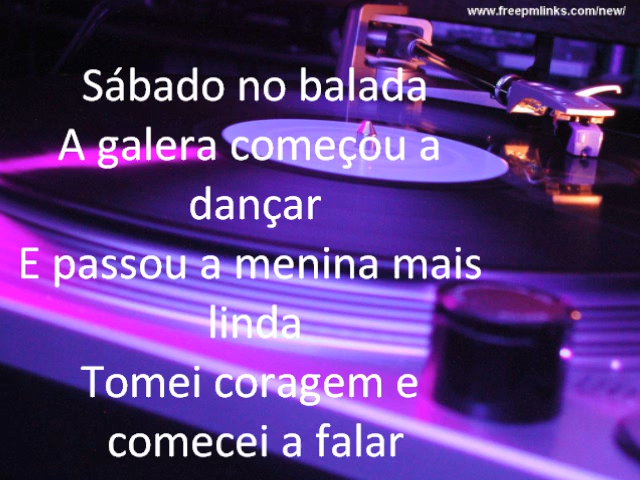 www.freepmlinks.com/new/
Sábado no balada
A galera começou a
dançar
E passou a menina mais
linda
Tomei coragem e
comecei a falar